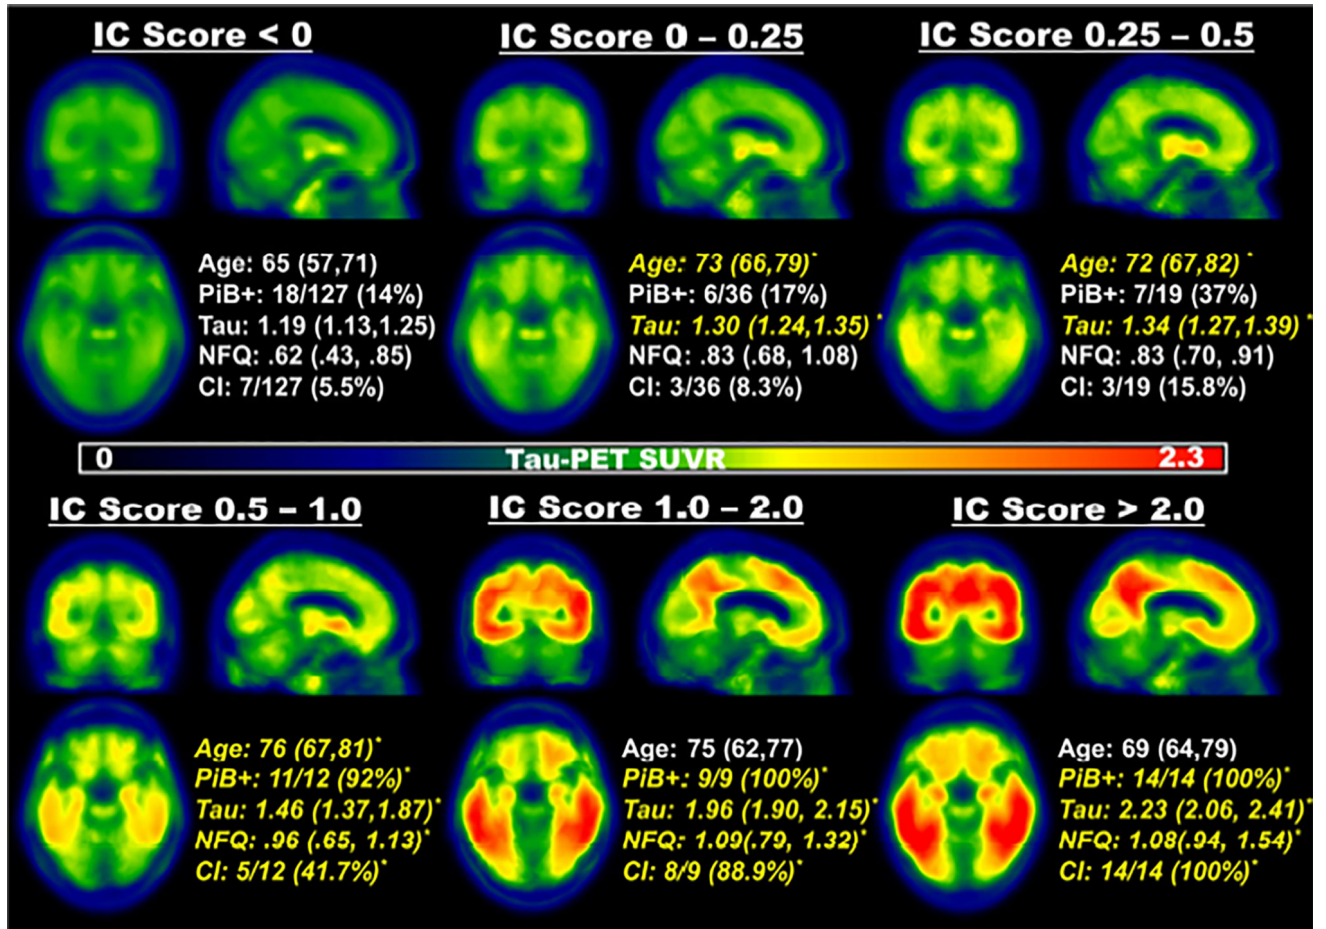 IC Score < 0
IC Score 0 – 0.25
IC Score 0.25 – 0.5
Age: 65 (57,71)
PiB+: 18/127 (14%)
Tau: 1.19 (1.13,1.25)
NFQ: .62 (.43, .85)
CI: 7/127 (5.5%)
Age: 73 (66,79)*
PiB+: 6/36 (17%)
Tau: 1.30 (1.24,1.35)*
NFQ: .83 (.68, 1.08)
CI: 3/36 (8.3%)
Age: 72 (67,82) *
PiB+: 7/19 (37%)
Tau: 1.34 (1.27,1.39)*
NFQ: .83 (.70, .91)
CI: 3/19 (15.8%)
0 Tau-PET SUVR 2.3
IC Score 0.5 – 1.0
IC Score 1.0 – 2.0
IC Score > 2.0
Age: 76 (67,81)*
PiB+: 11/12 (92%)*
Tau: 1.46 (1.37,1.87)*
NFQ: .96 (.65, 1.13)*
CI: 5/12 (41.7%)*
Age: 75 (62,77)
PiB+: 9/9 (100%)*
Tau: 1.96 (1.90, 2.15)*
NFQ: 1.09(.79, 1.32)*
CI: 8/9 (88.9%)*
Age: 69 (64,79)
PiB+: 14/14 (100%)*
Tau: 2.23 (2.06, 2.41)*
NFQ: 1.08(.94, 1.54)*
CI: 14/14 (100%)*